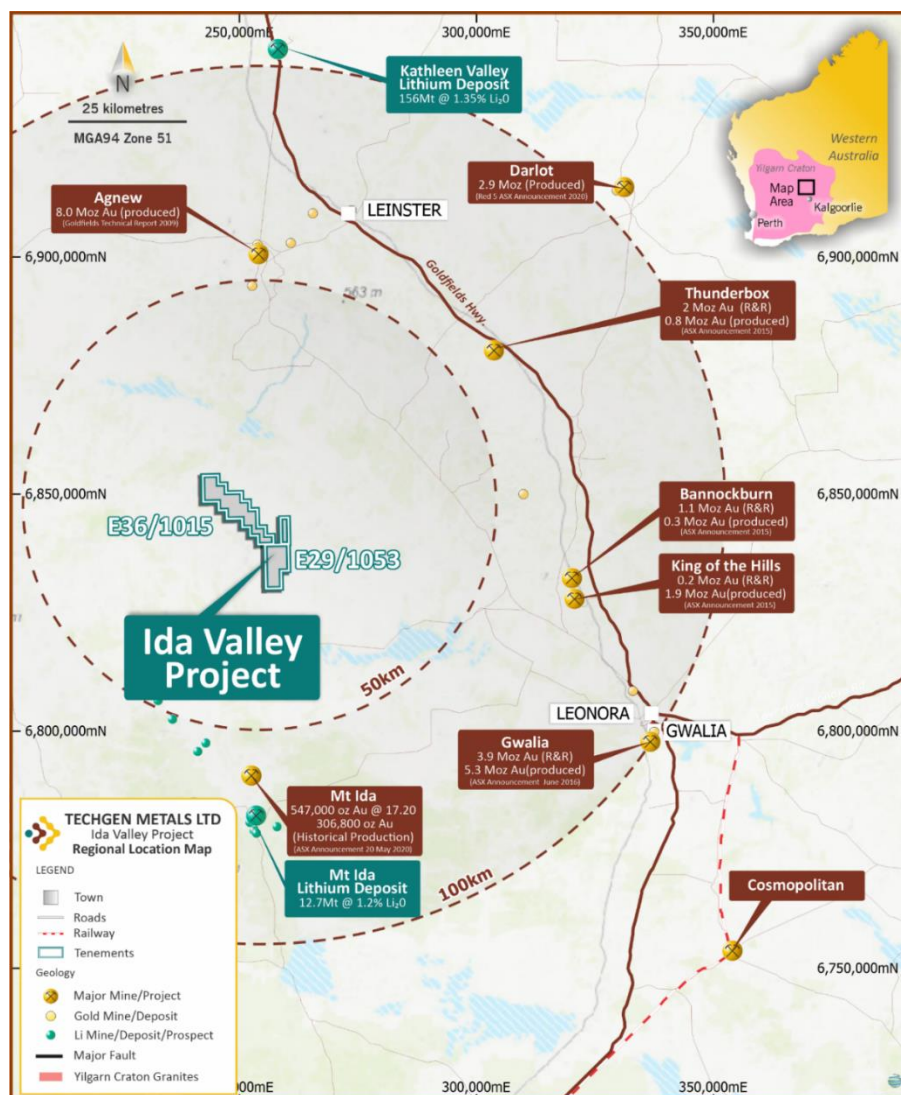 250,000mE
300,000mE
350,000mE
N
25 kilometres
MGA94 Zone 51
Kathleen Valley
Lithium Deposit
156Mt @ 1.35% Li₂0
Western
Australia
Yilgarn Craton
Map
Area
Kalgoorlie
Perth
Darlot
2.9 Moz (Produced)
(Red 5 ASX Announcement 2020)
Agnew
8.0 Moz Au (produced)
(Goldfields Technical Report 2009)
LEINSTER
6,900,000mN
6,900,000mN
563 m
Goldfields Hwy
Thunderbox
2 Moz Au (R&R)
0.8 Moz Au (produced)
(ASX Announcement 2015)
6,850,000mN
6,850,000mN
E36/1015
E29/1053
Bannockburn
1.1 Moz Au (R&R)
0.3 Moz Au (produced)
(ASX Announcement 2015)
King of the Hills
0.2 Moz Au (R&R)
1.9 Moz Au(produced)
(ASX Announcement 2015)
Ida Valley
Project
50km
LEONORA
GWALIA
6,800,000mN
6,800,000mN
Gwalia
3.9 Moz Au (R&R)
5.3 Moz Au(produced)
(ASX Announcement June 2016)
Mt Ida
547,000 oz Au @ 17.20
306,800 oz Au
(Historical Production)
(ASX Announcement 20 May 2020)
Mt Ida
Lithium Deposit
12.7Mt @ 1.2% Li₂0
100km
Cosmopolitan
6,750,000mN
TECHGEN METALS LTD
Ida Valley Project
Regional Location Map
LEGEND
Town
Roads
Railway
Tenements
Geology
Major Mine/Project
Gold Mine/Deposit
Li Mine/Deposit/Prospect
Major Fault
Yilgarn Craton Granites
000mE
300,000mE
350,000mE